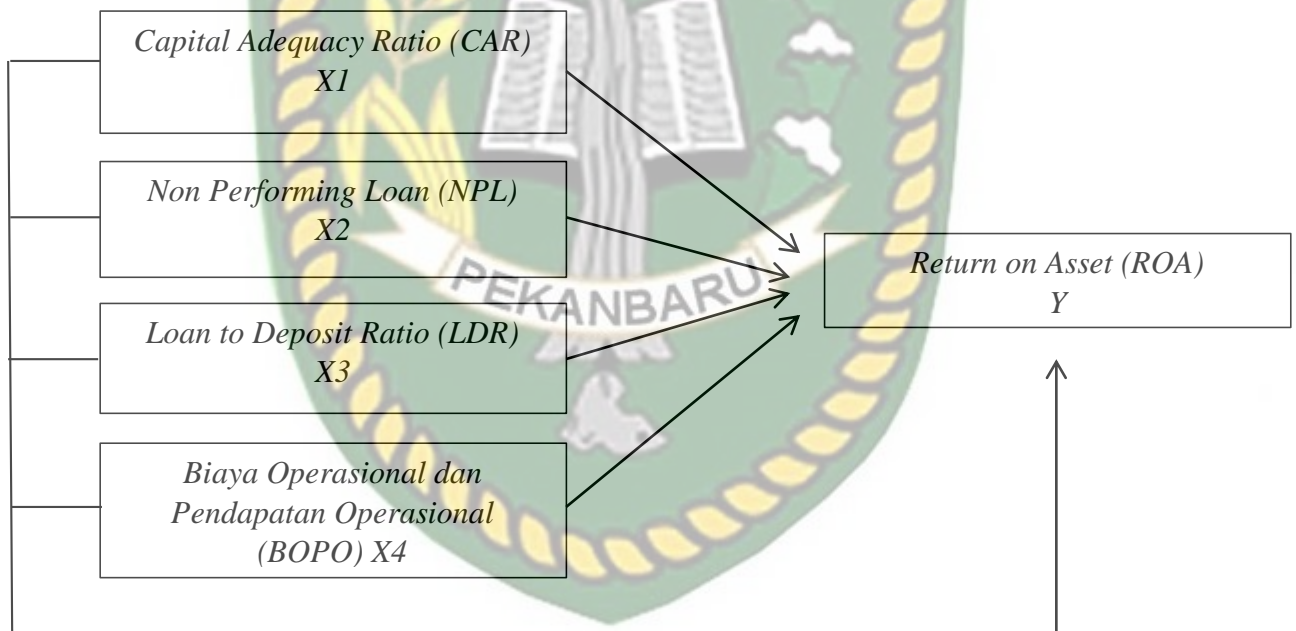 Capital Adequacy Ratio (CAR)
X1
Non Performing Loan (NPL)
X2
Loan to Deposit Ratio (LDR)
X3
Biaya Operasional dan
Pendapatan Operasional
(BOPO) X4
Return on Asset (ROA)
Y
PEKANBARU